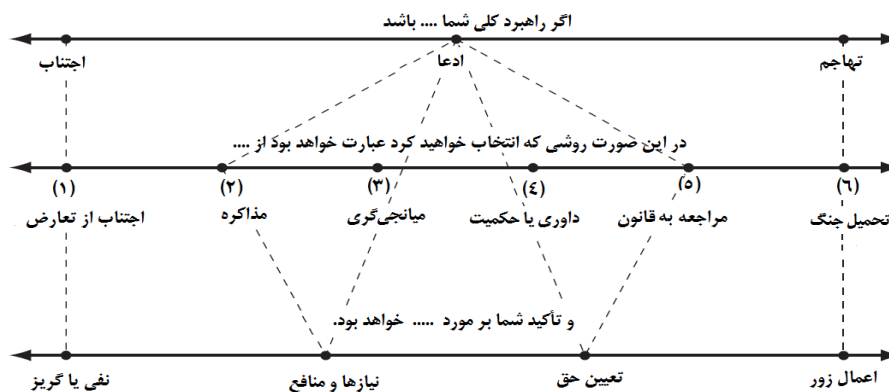 اگر راهبرد کلی شما .... باشد
تهاجم ادعا اجتناب
در این صورت روشی که انتخاب خواهید کرد عبارت خواهد بود از ....
(۶) (۵) (۴) (۳) (۲) (۱)
تحمیل جنگ مراجعه به قانون داوری یا حکمیت میانجی‌گری مذاکره اجتناب از تعارض
و تأکید شما بر مورد ..... خواهد بود.
اعمال زور تعیین حق نیازها و منافع نفی یا گریز